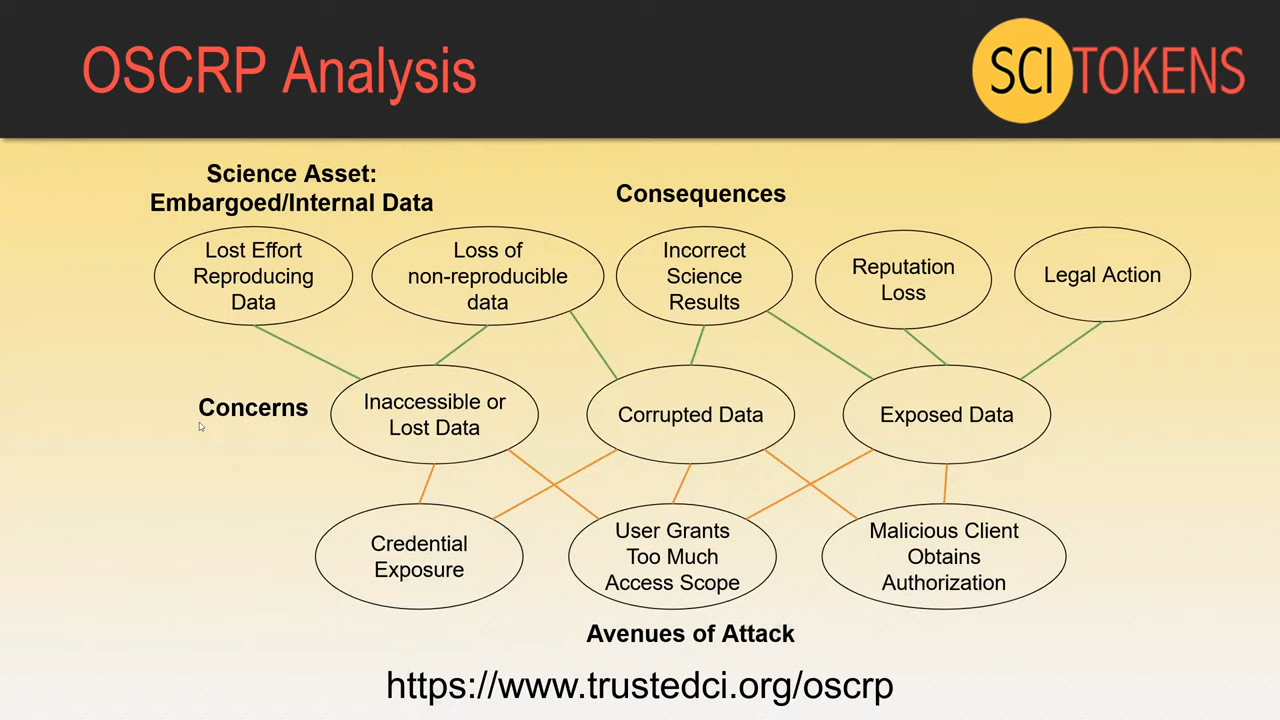 OSCRP Analysis
SCI TOKENS
Science Asset:
Embargoed/Internal Data
Consequences
Lost Effort
Reproducing
Data
Loss of
non-reproducible
data
Incorrect
Science
Results
Reputation
Loss
Legal Action
Concerns
Inaccessible or
Lost Data
Corrupted Data
Exposed Data
Credential
Exposure
User Grants
Too Much
Access Scope
Malicious Client
Obtains
Authorization
Avenues of Attack
https://www.trustedci.org/oscrp